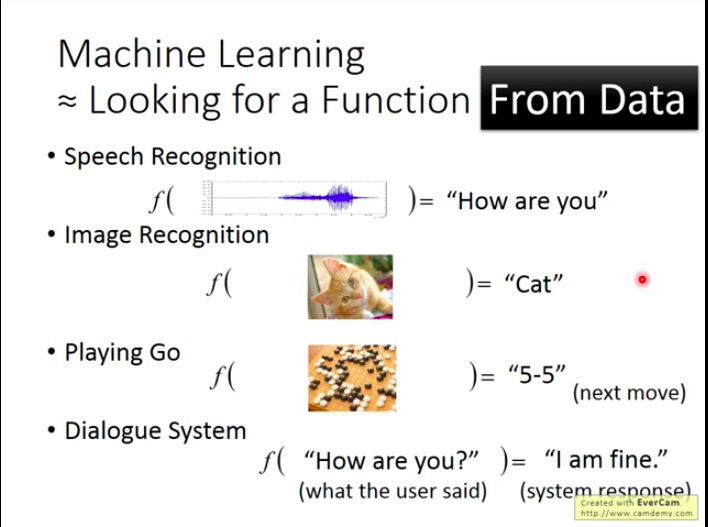 Machine Learning
≈ Looking for a Function From Data
• Speech Recognition
f( )= “How are you”
• Image Recognition
f( )= “Cat”
• Playing Go
f( )= “5-5”
(next move)
• Dialogue System
f( “How are you?” )= “I am fine.”
(what the user said) (system response)
Created with EverCam.
http://www.camdemy.com